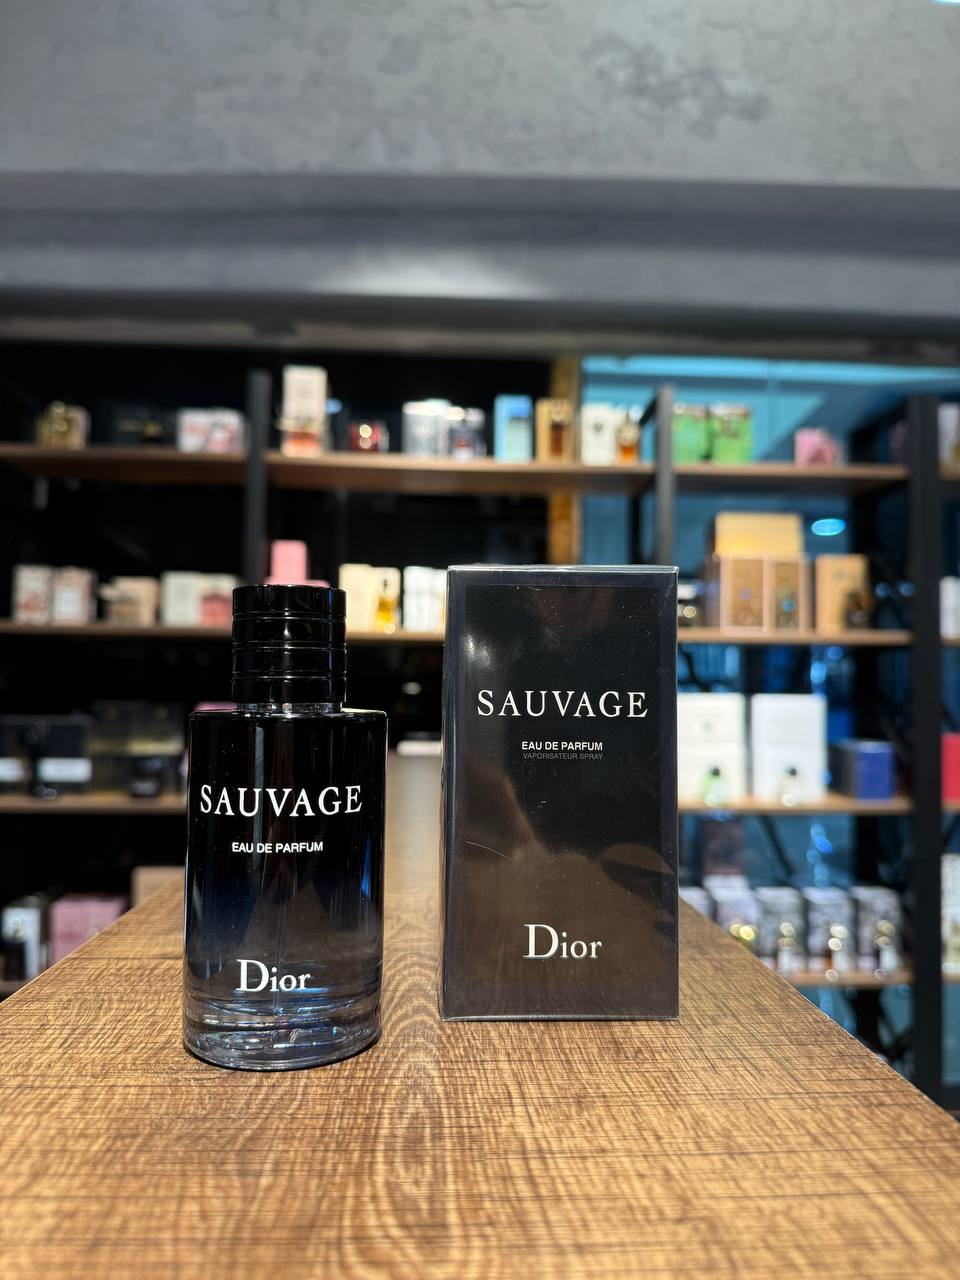 SAUVAGE
EAU DE PARFUM
Dior
SAUVAGE
EAU DE PARFUM
VAPORISATEUR SPRAY
Dior